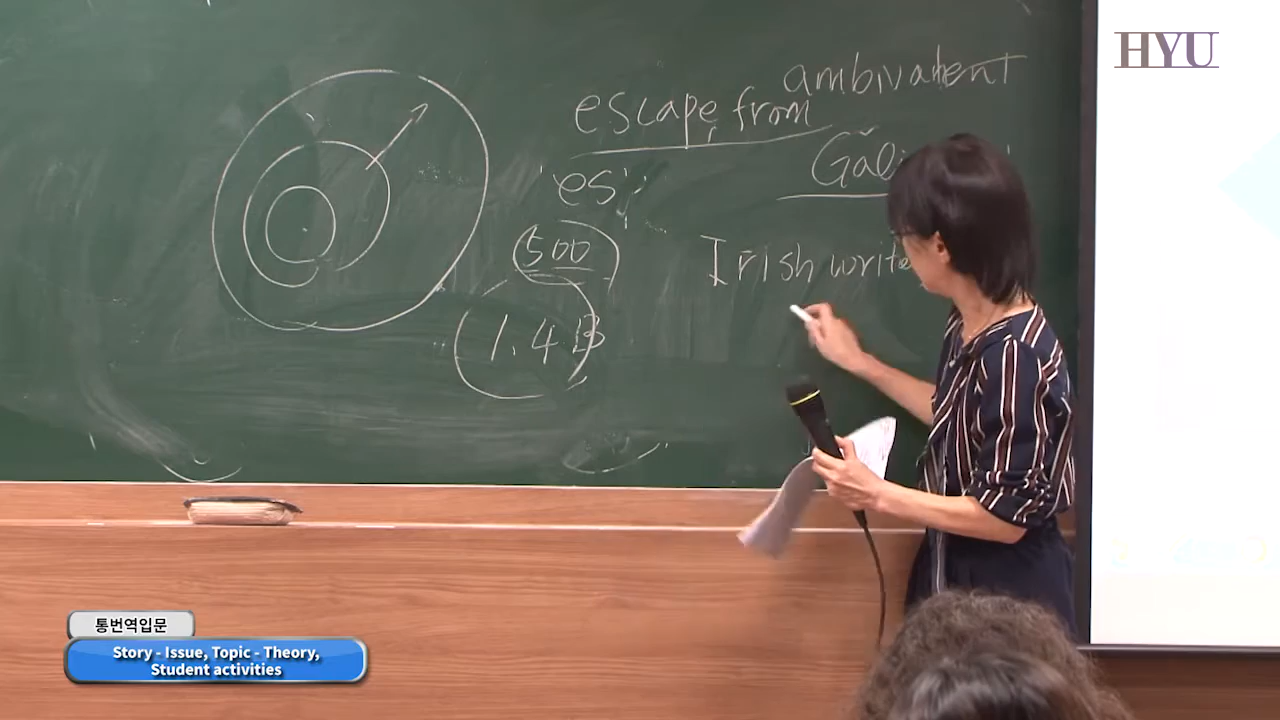 HYU
ambivalent
escape from
Gal
es
500
Irish write
1.4B
통번역입문
Story - Issue, Topic - Theory,
Student activities